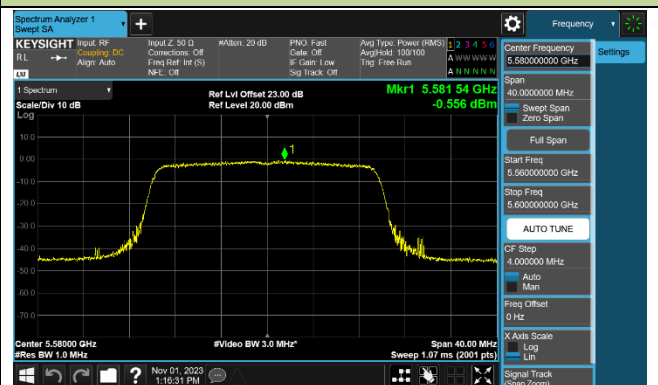 Spectrum Analyzer 1
Swept SA
+
Frequency
KEYSIGHT
RL
LXI
Input: RF
Coupling: DC
Align: Auto
Input Z: 50 Ω
Corrections: Off
Freq Ref: Int (S)
NFE: Off
#Atten: 20 dB
PNO: Fast
Gate: Off
IF Gain: Low
Sig Track: Off
Avg Type: Power (RMS)
Avg|Hold: 100/100
Trig: Free Run
1 2 3 4 5 6
A W W W W W
A N N N N N
1 Spectrum
Scale/Div 10 dB
Log
Ref Lvl Offset 23.00 dB
Ref Level 20.00 dBm
Mkr1 5.581 54 GHz
-0.556 dBm
1
10.0
0.00
-10.0
-20.0
-30.0
-40.0
-50.0
-60.0
-70.0
Center 5.58000 GHz
#Res BW 1.0 MHz
#Video BW 3.0 MHz*
Span 40.00 MHz
Sweep 1.07 ms (2001 pts)
Nov 01, 2023
1:16:31 PM
Center Frequency
5.580000000 GHz
Settings
Span
40.0000000 MHz
Swept Span
Zero Span
Full Span
Start Freq
5.560000000 GHz
Stop Freq
5.600000000 GHz
AUTO TUNE
CF Step
4.000000 MHz
Auto
Man
Freq Offset
0 Hz
X Axis Scale
Log
Lin
Signal Track
(Span Zoom)